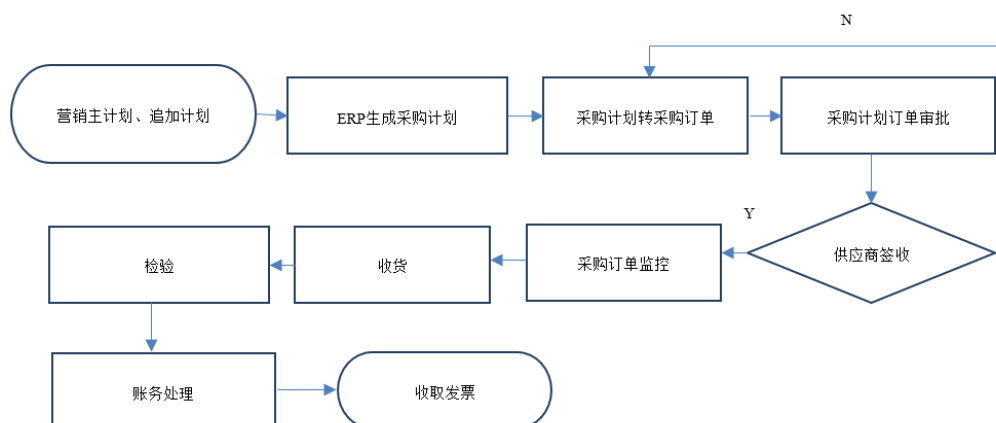 N
营销主计划、追加计划
ERP生成采购计划
采购计划转采购订单
采购计划订单审批
Y
供应商签收
采购订单监控
收货
检验
账务处理
收取发票